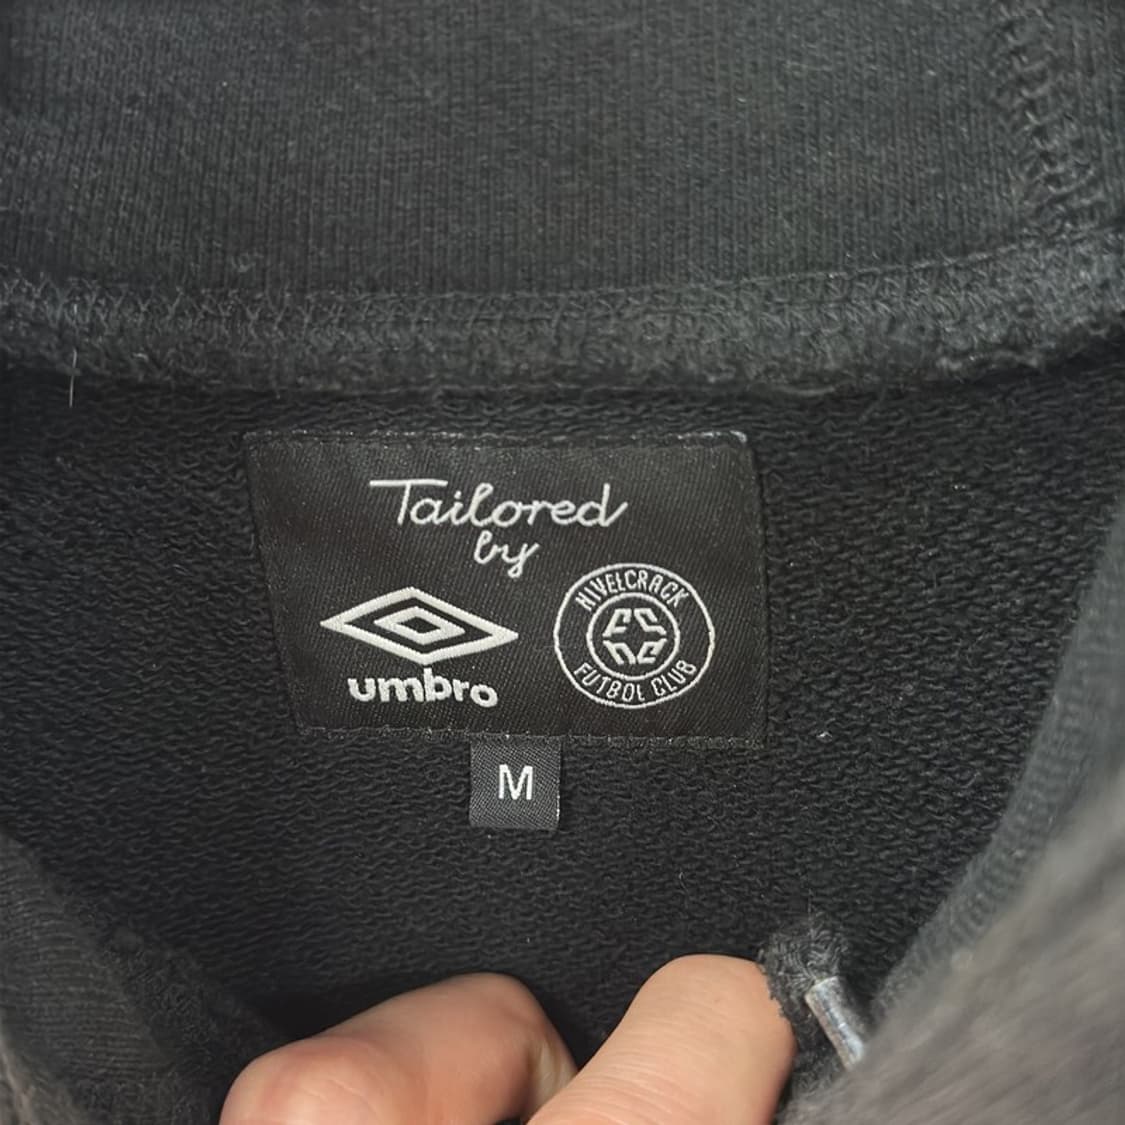 Tailored
by
umbro
NIVELCRACK
FUTBOL CLUB
M